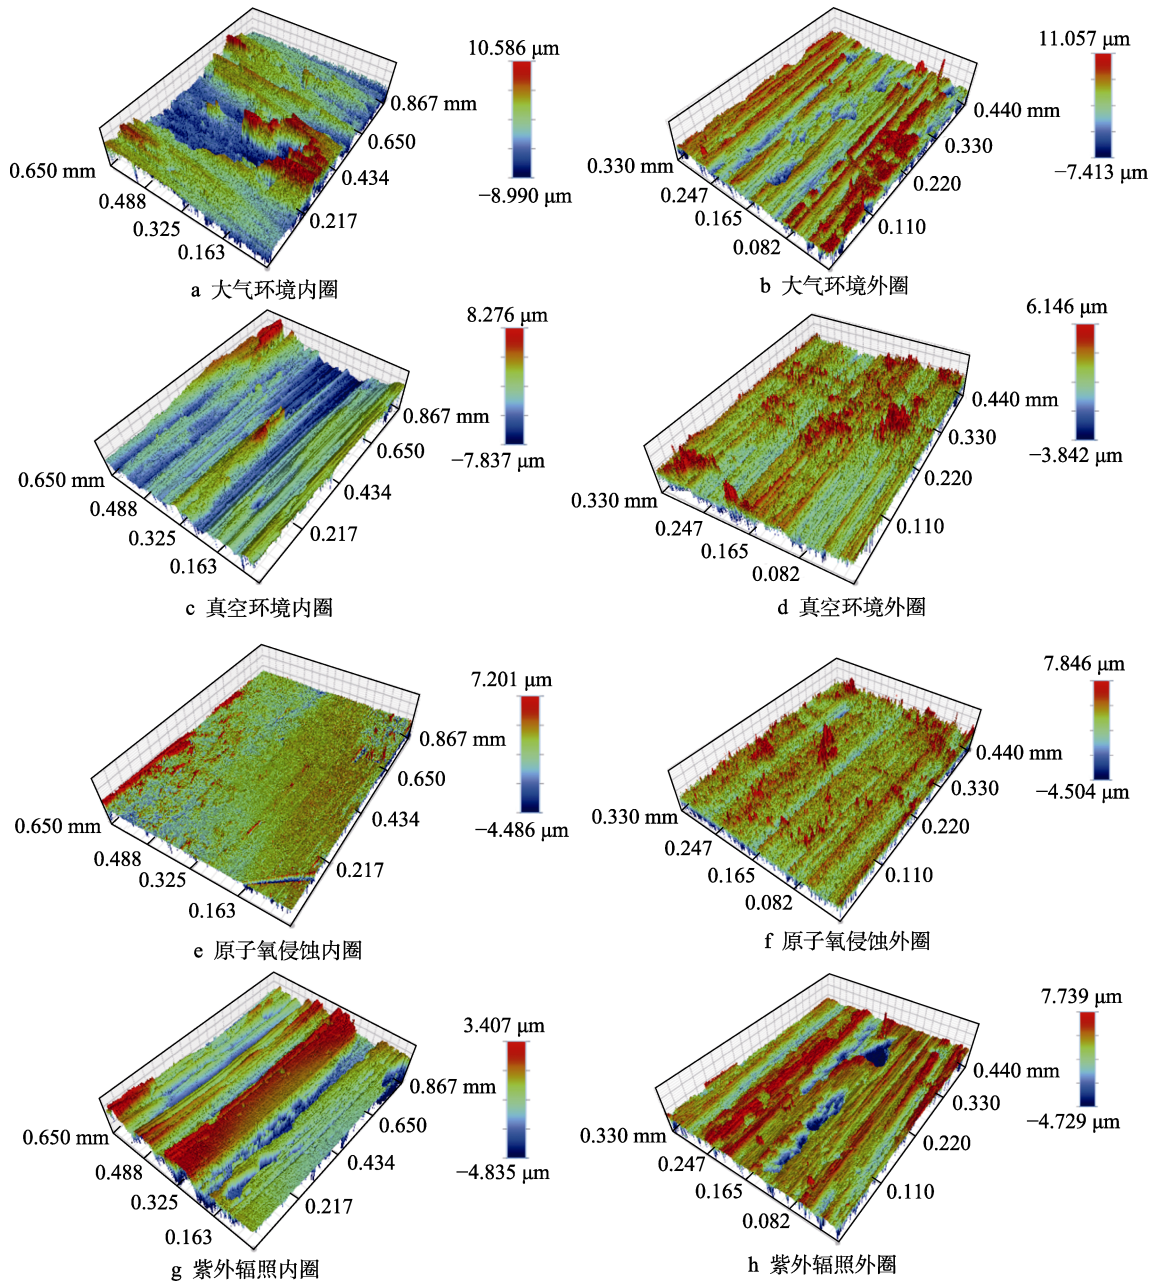 10.586 μm
−8.990 μm
0.867 mm
0.650
0.434
0.217
0.650 mm
0.488
0.325
0.163
a 大气环境内圈
11.057 μm
−7.413 μm
0.440 mm
0.330
0.220
0.110
0.330 mm
0.247
0.165
0.082
b 大气环境外圈
8.276 μm
−7.837 μm
0.867 mm
0.650
0.434
0.217
0.650 mm
0.488
0.325
0.163
c 真空环境内圈
6.146 μm
−3.842 μm
0.440 mm
0.330
0.220
0.110
0.330 mm
0.247
0.165
0.082
d 真空环境外圈
7.201 μm
−4.486 μm
0.867 mm
0.650
0.434
0.217
0.650 mm
0.488
0.325
0.163
e 原子氧侵蚀内圈
7.846 μm
−4.504 μm
0.440 mm
0.330
0.220
0.110
0.330 mm
0.247
0.165
0.082
f 原子氧侵蚀外圈
3.407 μm
−4.835 μm
0.867 mm
0.650
0.434
0.217
0.650 mm
0.488
0.325
0.163
g 紫外辐照内圈
7.739 μm
−4.729 μm
0.440 mm
0.330
0.220
0.110
0.330 mm
0.247
0.165
0.082
h 紫外辐照外圈